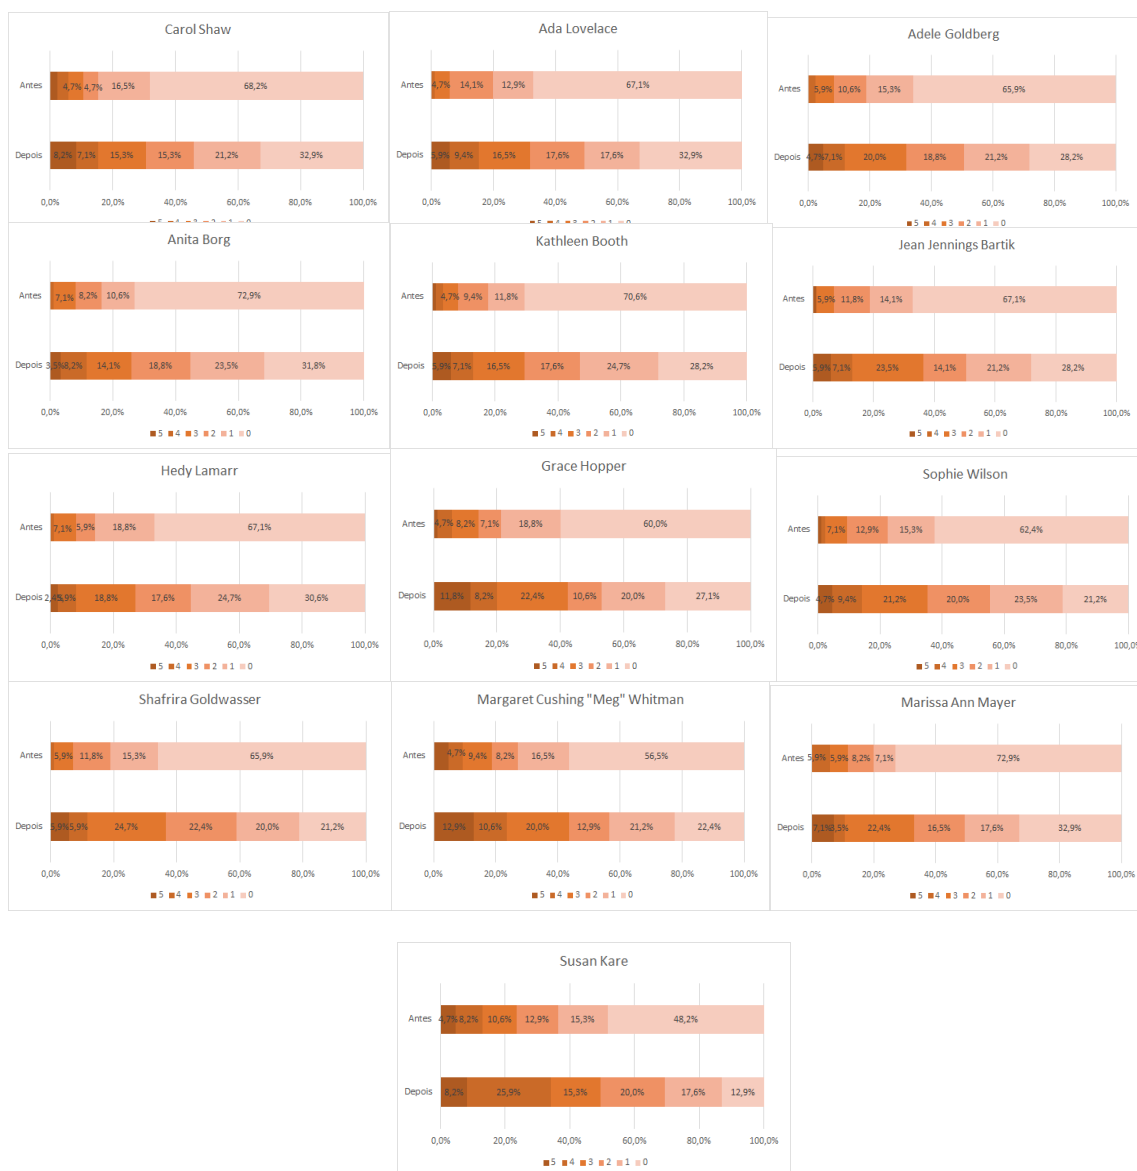 Carol Shaw
Antes 4,7% 4,7% 16,5% 68,2%
Depois 8,2% 7,1% 15,3% 15,3% 21,2% 32,9%
0,0% 20,0% 40,0% 60,0% 80,0% 100,0%
5 4 3 2 1 0
Ada Lovelace
Antes 4,7% 14,1% 12,9% 67,1%
Depois 5,9% 9,4% 16,5% 17,6% 17,6% 32,9%
0,0% 20,0% 40,0% 60,0% 80,0% 100,0%
5 4 3 2 1 0
Adele Goldberg
Antes 5,9% 10,6% 15,3% 65,9%
Depois 4,7% 7,1% 20,0% 18,8% 21,2% 28,2%
0,0% 20,0% 40,0% 60,0% 80,0% 100,0%
5 4 3 2 1 0
Anita Borg
Antes 7,1% 8,2% 10,6% 72,9%
Depois 3,5% 8,2% 14,1% 18,8% 23,5% 31,8%
0,0% 20,0% 40,0% 60,0% 80,0% 100,0%
5 4 3 2 1 0
Kathleen Booth
Antes 4,7% 9,4% 11,8% 70,6%
Depois 5,9% 7,1% 16,5% 17,6% 24,7% 28,2%
0,0% 20,0% 40,0% 60,0% 80,0% 100,0%
5 4 3 2 1 0
Jean Jennings Bartik
Antes 5,9% 11,8% 14,1% 67,1%
Depois 5,9% 7,1% 23,5% 14,1% 21,2% 28,2%
0,0% 20,0% 40,0% 60,0% 80,0% 100,0%
5 4 3 2 1 0
Hedy Lamarr
Antes 7,1% 5,9% 18,8% 67,1%
Depois 2,4% 5,9% 18,8% 17,6% 24,7% 30,6%
0,0% 20,0% 40,0% 60,0% 80,0% 100,0%
5 4 3 2 1 0
Grace Hopper
Antes 4,7% 8,2% 7,1% 18,8% 60,0%
Depois 11,8% 8,2% 22,4% 10,6% 20,0% 27,1%
0,0% 20,0% 40,0% 60,0% 80,0% 100,0%
5 4 3 2 1 0
Sophie Wilson
Antes 7,1% 12,9% 15,3% 62,4%
Depois 4,7% 9,4% 21,2% 20,0% 23,5% 21,2%
0,0% 20,0% 40,0% 60,0% 80,0% 100,0%
5 4 3 2 1 0
Shafrira Goldwasser
Antes 5,9% 11,8% 15,3% 65,9%
Depois 5,9% 5,9% 24,7% 22,4% 20,0% 21,2%
0,0% 20,0% 40,0% 60,0% 80,0% 100,0%
5 4 3 2 1 0
Margaret Cushing "Meg" Whitman
Antes 4,7% 9,4% 8,2% 16,5% 56,5%
Depois 12,9% 10,6% 20,0% 12,9% 21,2% 22,4%
0,0% 20,0% 40,0% 60,0% 80,0% 100,0%
5 4 3 2 1 0
Marissa Ann Mayer
Antes 5,9% 5,9% 8,2% 7,1% 72,9%
Depois 7,1% 3,5% 22,4% 16,5% 17,6% 32,9%
0,0% 20,0% 40,0% 60,0% 80,0% 100,0%
5 4 3 2 1 0
Susan Kare
Antes 4,7% 8,2% 10,6% 12,9% 15,3% 48,2%
Depois 8,2% 25,9% 15,3% 20,0% 17,6% 12,9%
0,0% 20,0% 40,0% 60,0% 80,0% 100,0%
5 4 3 2 1 0